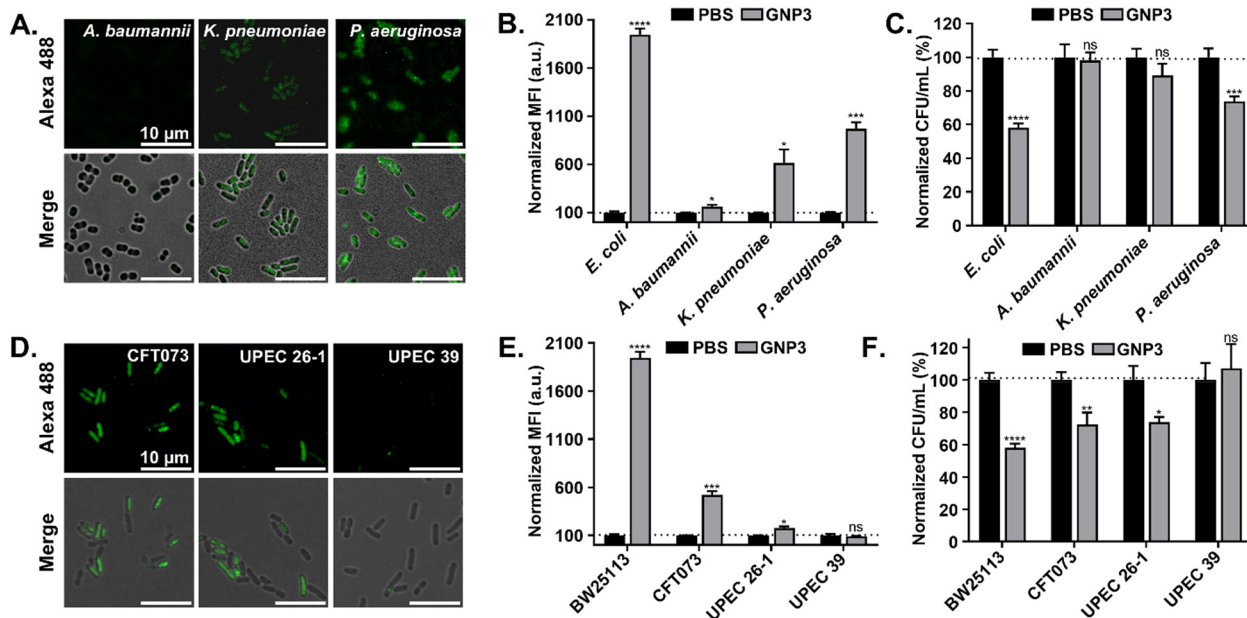 A.
Alexa 488
Merge
A. baumannii
K. pneumoniae
P. aeruginosa
10 µm
B.
Normalized MFI (a.u.)
PBS
GNP3
2100
1600
1100
600
100
****
*
*
***
E. coli
A. baumannii
K. pneumoniae
P. aeruginosa
C.
Normalized CFU/mL (%)
PBS
GNP3
120
100
80
60
40
20
0
****
ns
ns
***
E. coli
A. baumannii
K. pneumoniae
P. aeruginosa
D.
Alexa 488
Merge
CFT073
UPEC 26-1
UPEC 39
10 µm
E.
Normalized MFI (a.u.)
PBS
GNP3
2100
1600
1100
600
100
****
***
*
ns
BW25113
CFT073
UPEC 26-1
UPEC 39
F.
Normalized CFU/mL (%)
PBS
GNP3
120
100
80
60
40
20
0
****
**
*
ns
BW25113
CFT073
UPEC 26-1
UPEC 39